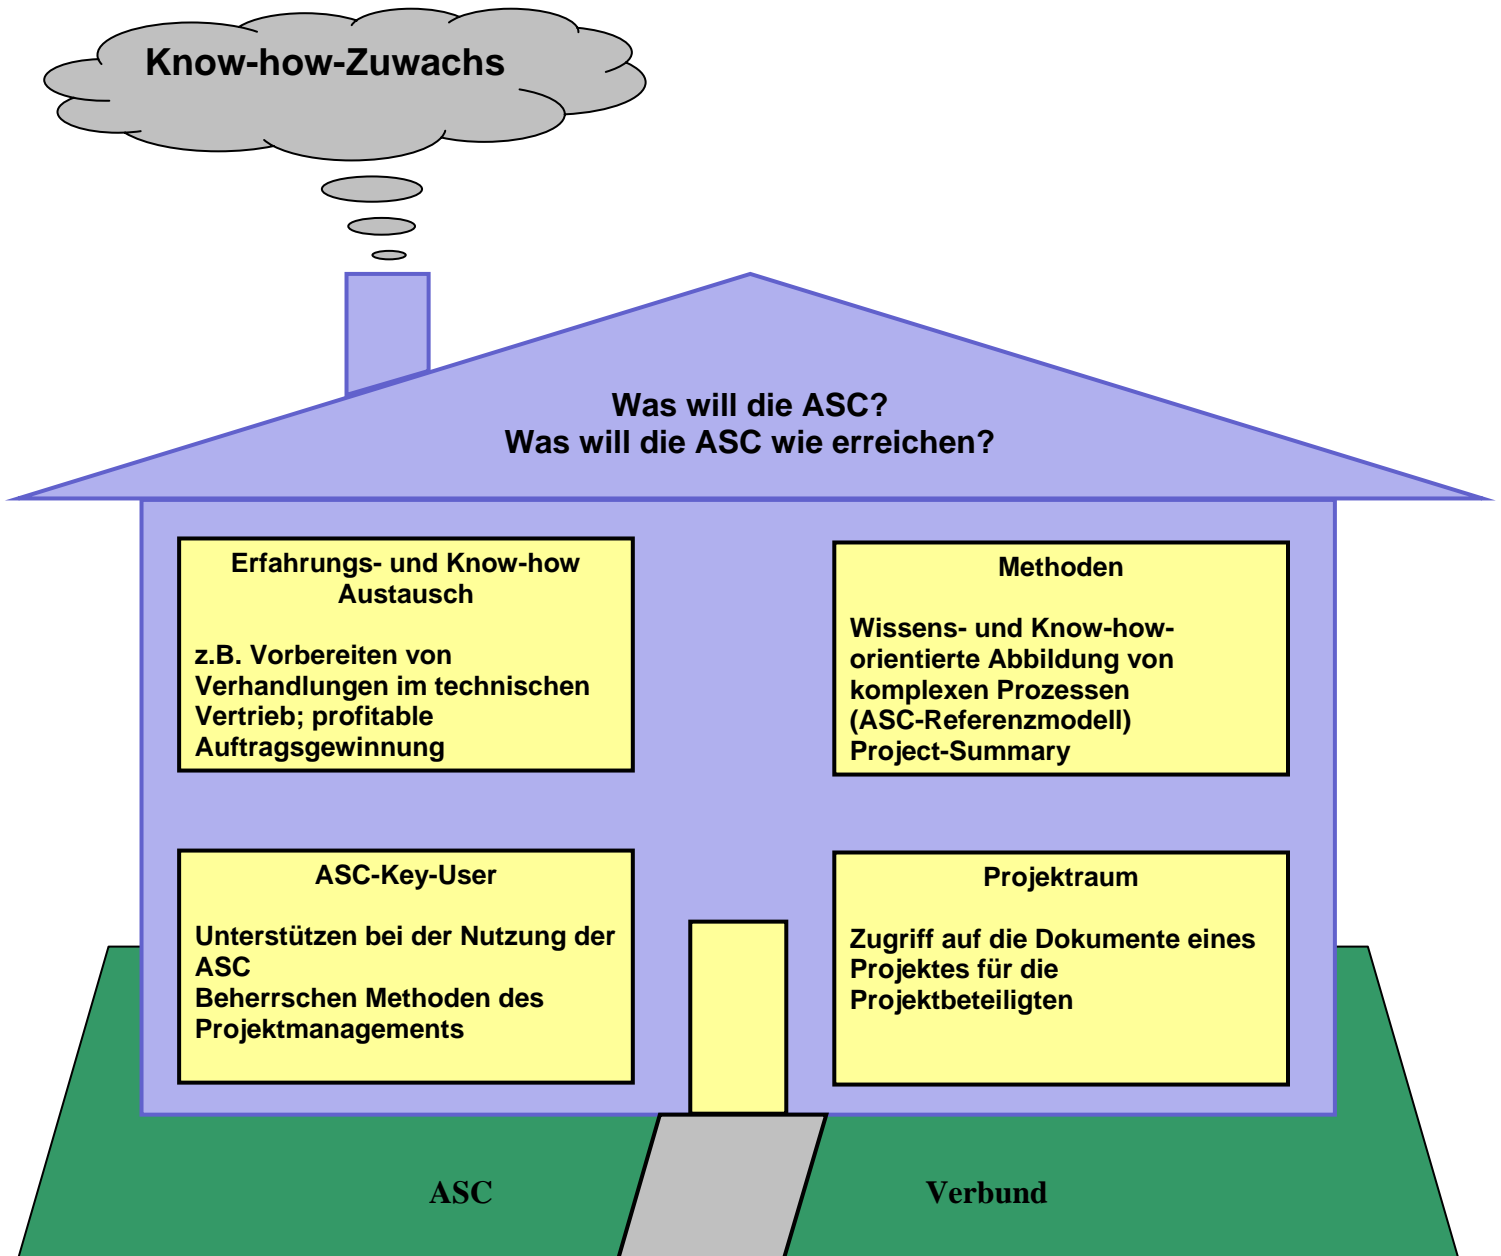 Know-how-Zuwachs
Was will die ASC?
Was will die ASC wie erreichen?
Erfahrungs- und Know-how
Austausch
z.B. Vorbereiten von
Verhandlungen im technischen
Vertrieb; profitable
Auftragsgewinnung
Methoden
Wissens- und Know-how-
orientierte Abbildung von
komplexen Prozessen
(ASC-Referenzmodell)
Project-Summary
ASC-Key-User
Unterstützen bei der Nutzung der
ASC
Beherrschen Methoden des
Projektmanagements
Projektraum
Zugriff auf die Dokumente eines
Projektes für die
Projektbeteiligten
ASC Verbund